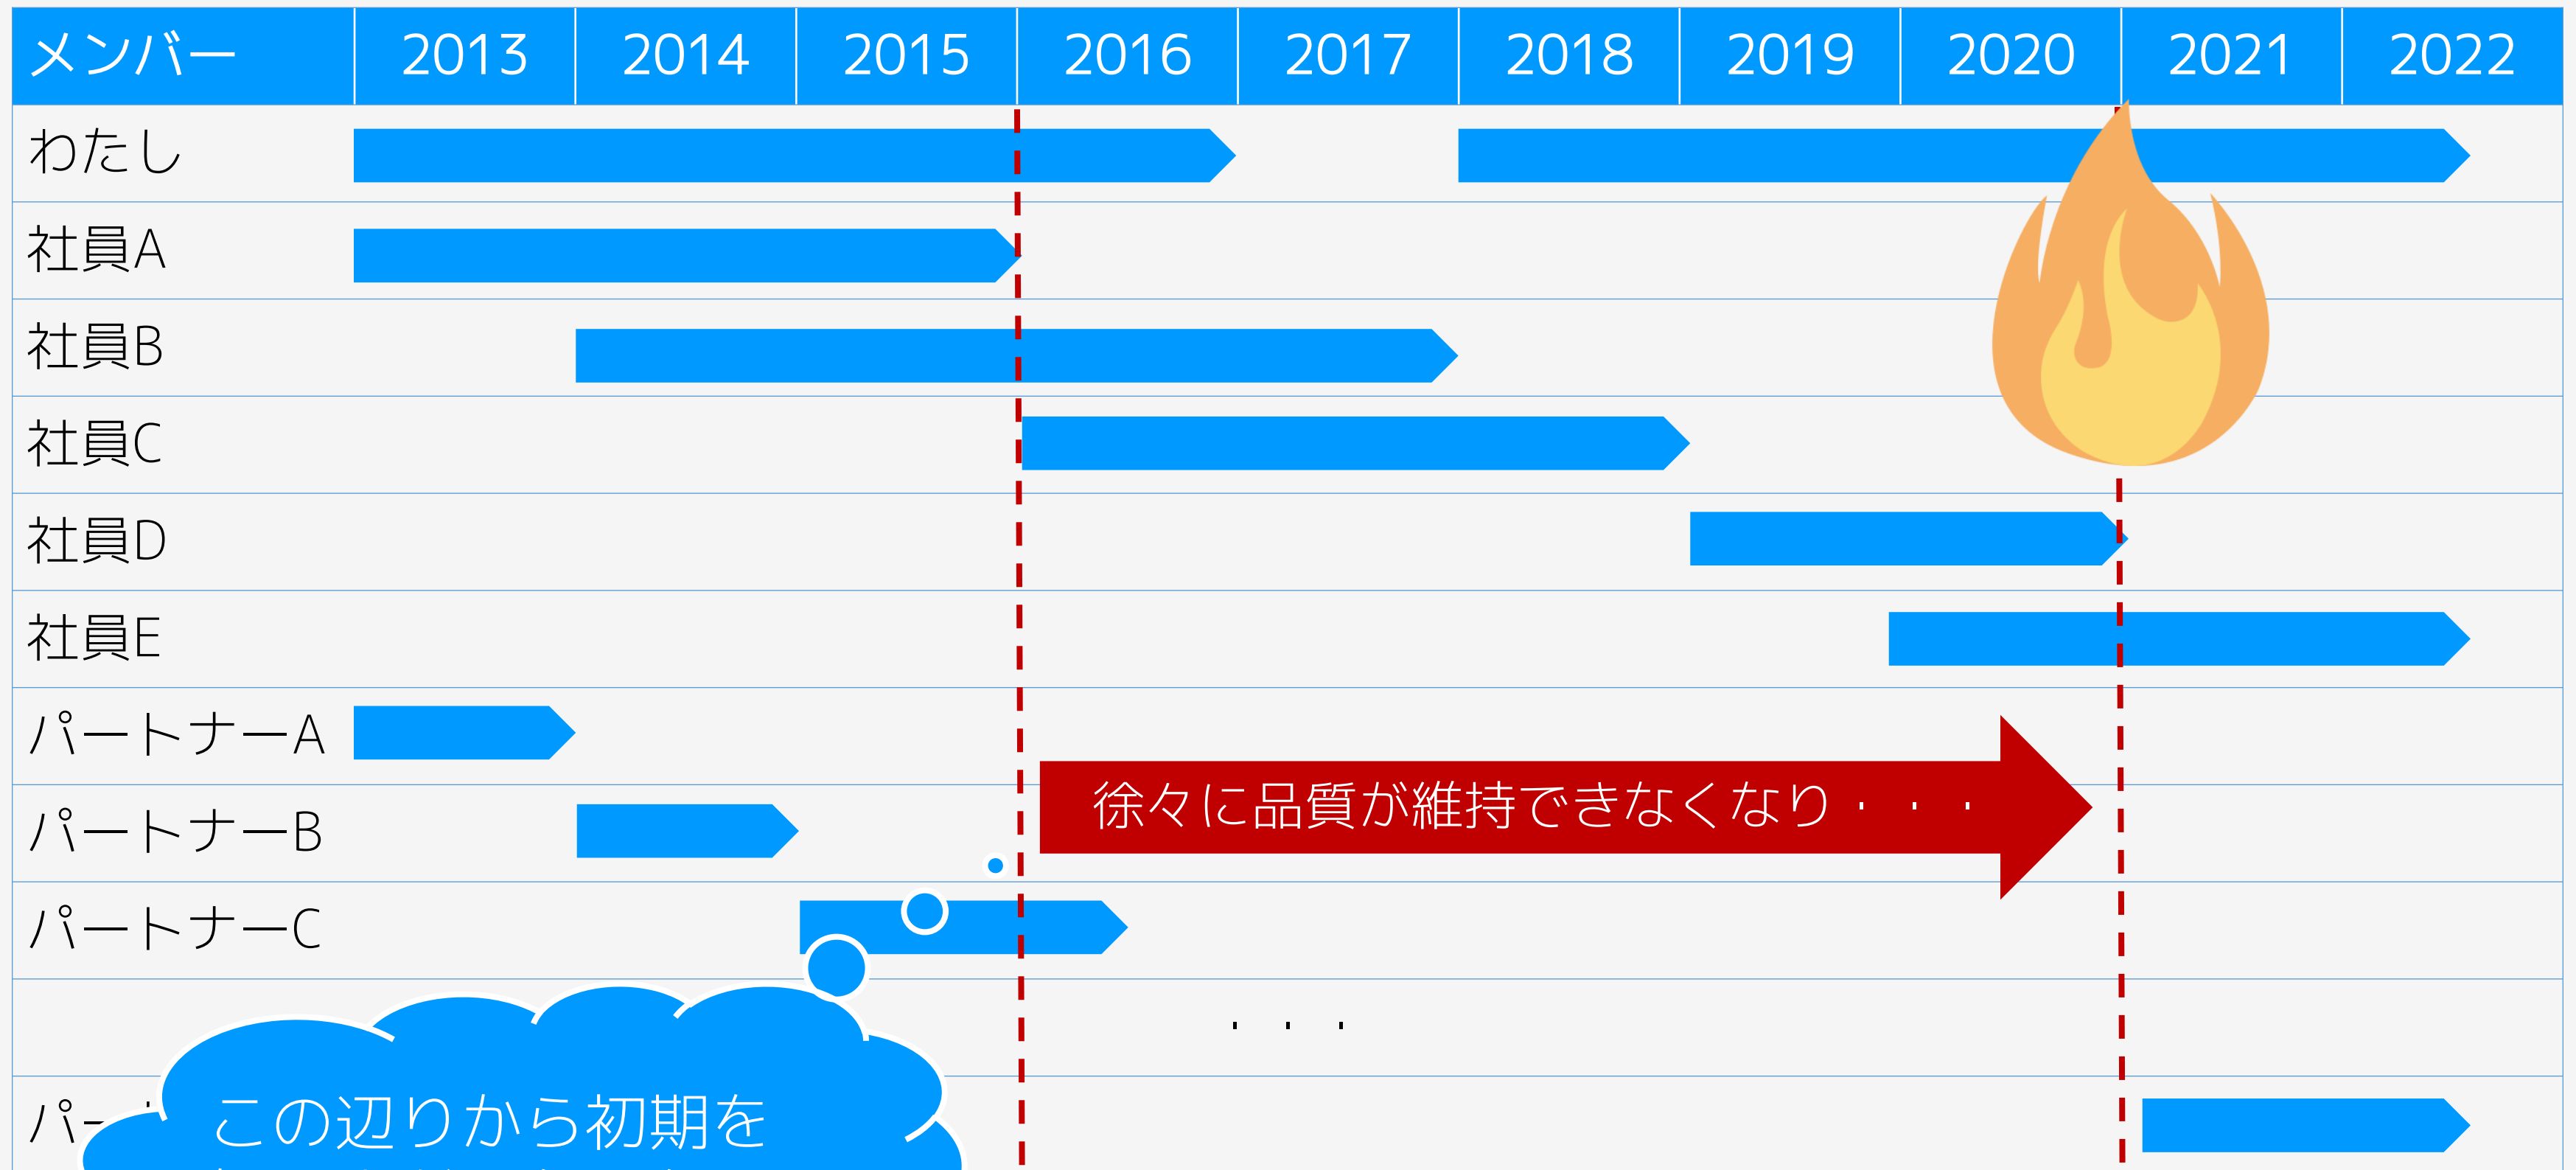 メンバー 2013 2014 2015 2016 2017 2018 2019 2020 2021 2022
わたし
社員A
社員B
社員C
社員D
社員E
パートナーA
パートナーB
徐々に品質が維持できなくなり・・・
パートナーC
・・・
この辺りから初期を